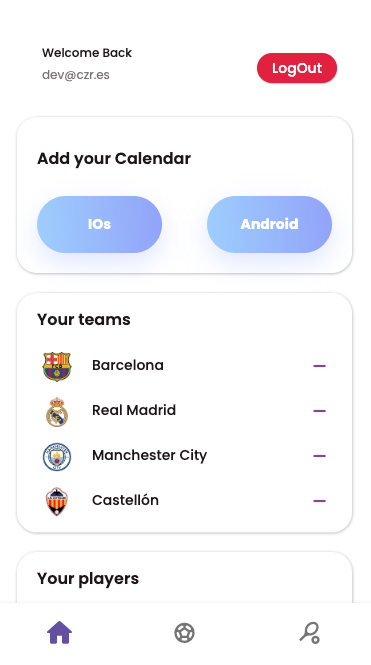 Welcome Back
dev@czr.es
LogOut
Add your Calendar
IOs
Android
Your teams
Barcelona
Real Madrid
Manchester City
Castellón
Your players